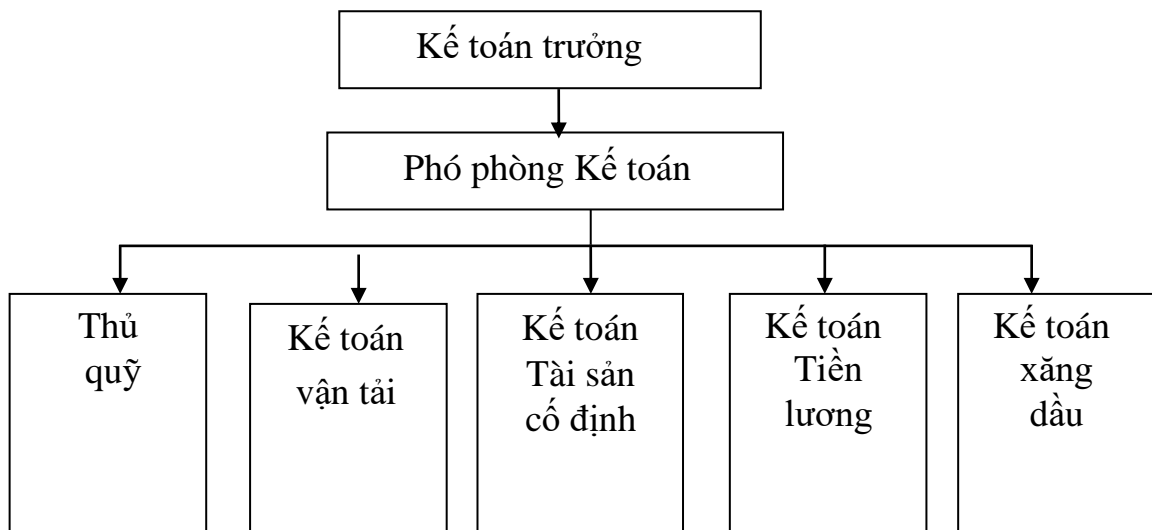 Kế toán trưởng
Phó phòng Kế toán
Thủ
quỹ
Kế toán
vận tải
Kế toán
Tài sản
cố định
Kế toán
Tiền
lương
Kế toán
xăng
dầu